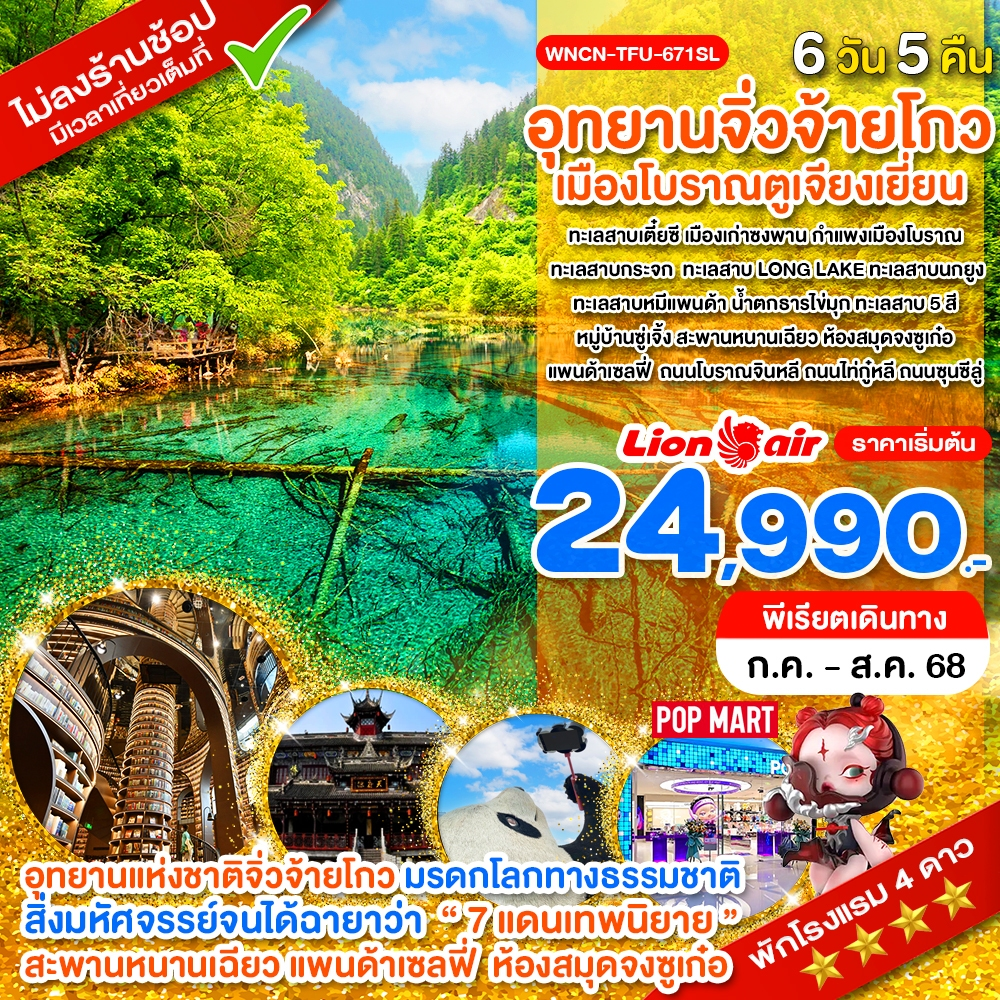 ไม่ลงร้านช้อป
มีเวลาเที่ยวเต็มที่
WNCN-TFU-671SL
6 วัน 5 คืน
อุทยานจิ่วจ้ายโกว
เมืองโบราณตูเจียงเยี่ยน
ทะเลสาบเตี๋ยซี เมืองเก่าซงพาน กำแพงเมืองโบราณ
ทะเลสาบกระจก ทะเลสาบ LONG LAKE ทะเลสาบนกยูง
ทะเลสาบหมีแพนด้า น้ำตกธารไข่มุก ทะเลสาบ 5 สี
หมู่บ้านซู่เจิ้ง สะพานหนานเฉียว ห้องสมุดจงซูเก๋อ
แพนด้าเซลฟี่ ถนนโบราณจินหลี ถนนไท่กู๋หลี ถนนชุนซีลู่
Lion air
ราคาเริ่มต้น
24,990.-
พีเรียตเดินทาง
ก.ค. - ส.ค. 68
POP MART
อุทยานแห่งชาติจิ่วจ้ายโกว มรดกโลกทางธรรมชาติ
สิ่งมหัศจรรย์จนได้ฉายาว่า “ 7 แดนเทพนิยาย ”
สะพานหนานเฉียว แพนด้าเซลฟี่ ห้องสมุดจงซูเก๋อ
พักโรงแรม 4 ดาว